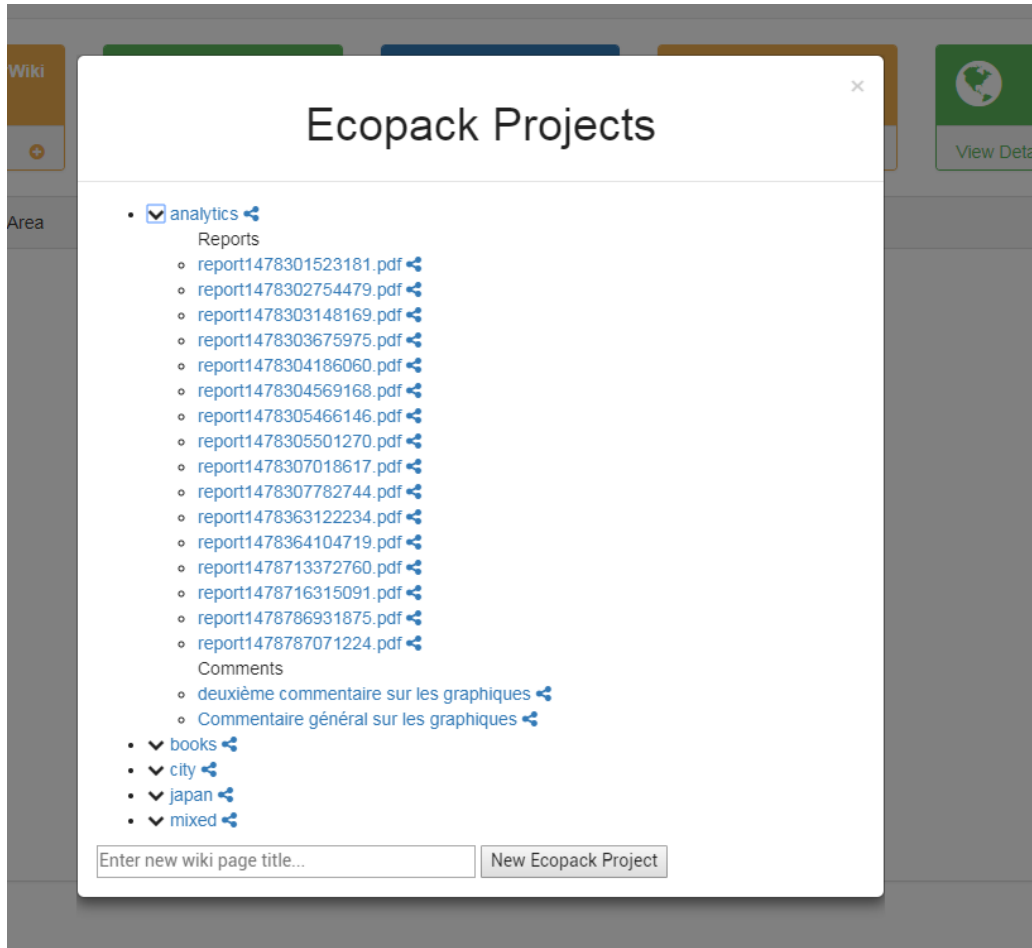 Wiki
View Deta
Area
×
Ecopack Projects
analytics
Reports
report1478301523181.pdf
report1478302754479.pdf
report1478303148169.pdf
report1478303675975.pdf
report1478304186060.pdf
report1478304569168.pdf
report1478305466146.pdf
report1478305501270.pdf
report1478307018617.pdf
report1478307782744.pdf
report1478363122234.pdf
report1478364104719.pdf
report1478713372760.pdf
report1478716315091.pdf
report1478786931875.pdf
report1478787071224.pdf
Comments
deuxième commentaire sur les graphiques
Commentaire général sur les graphiques
books
city
japan
mixed
Enter new wiki page title...
New Ecopack Project